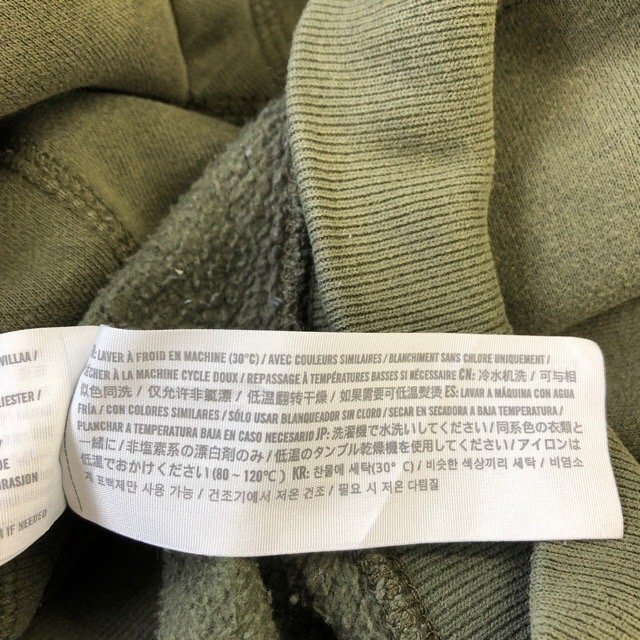 VILLAA /
LYESTER /
DE
RATION
ORASION
N IF NEEDED
LAVER À FROID EN MACHINE (30°C) / AVEC COULEURS SIMILAIRES / BLANCHIMENT SANS CHLORE UNIQUEMENT /
SÉCHER À LA MACHINE CYCLE DOUX / REPASSAGE À TEMPÉRATURES BASSES SI NÉCESSAIRE CN: 冷水机洗 / 可与相
似色同洗 / 仅允许非氯漂 / 低温翻转干燥 / 如果需要可低温熨烫 ES: LAVAR A MÁQUINA CON AGUA
FRÍA / CON COLORES SIMILARES / SÓLO USAR BLANQUEADOR SIN CLORO / SECAR EN SECADORA A BAJA TEMPERATURA /
PLANCHAR A TEMPERATURA BAJA EN CASO NECESARIO JP: 洗濯機で水洗いしてください / 同系色の衣類と
一緒に / 非塩素系の漂白剤のみ / 低温のタンブル乾燥機を使用してください / アイロンは
低温でおかけください (80～120℃) KR: 찬물에 세탁(30° C) / 비슷한 색상끼리 세탁 / 비염소
계 표백제만 사용 가능 / 건조기에서 저온 건조 / 필요 시 저온 다림질